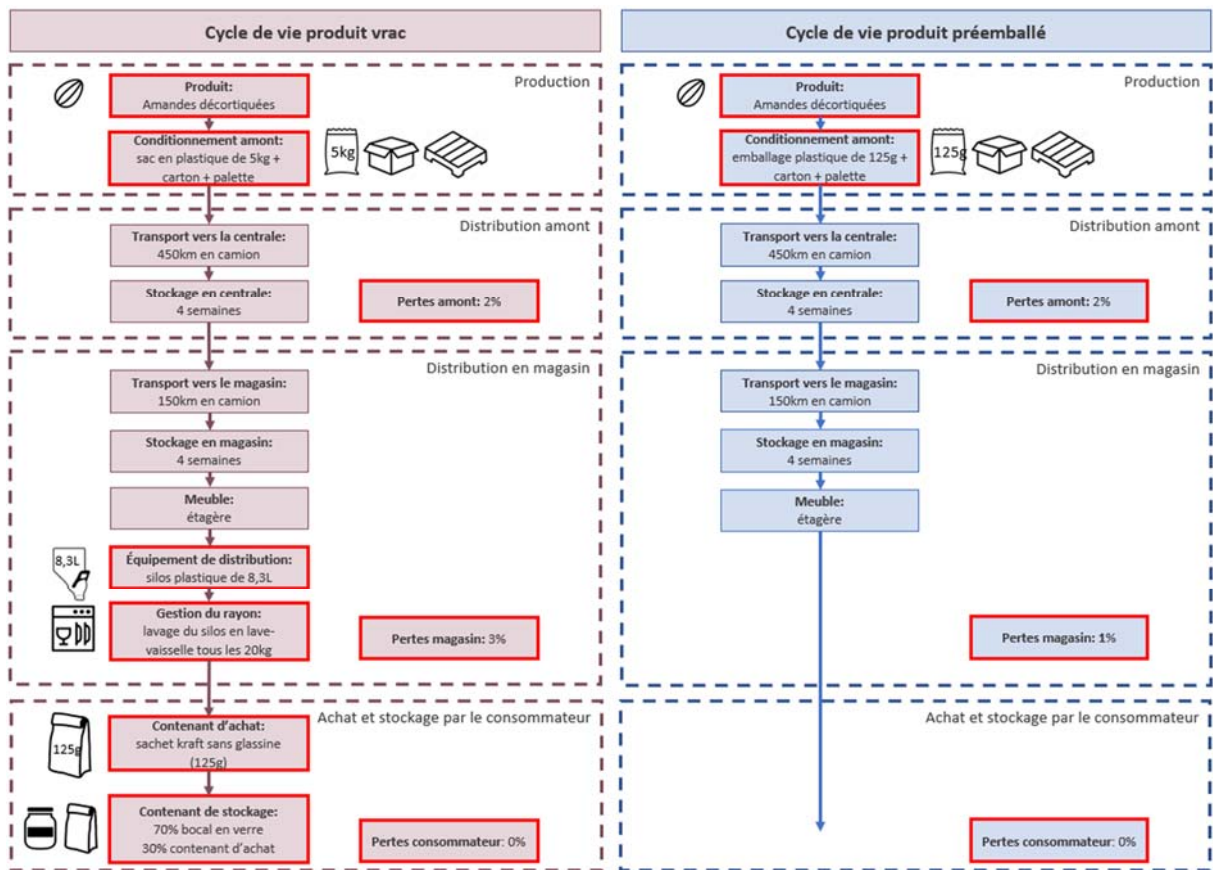 Cycle de vie produit vrac
Production
Produit:
Amandes décortiquées
Conditionnement amont:
sac en plastique de 5kg +
carton + palette
5kg
Distribution amont
Transport vers la centrale:
450km en camion
Stockage en centrale:
4 semaines
Pertes amont: 2%
Distribution en magasin
Transport vers le magasin:
150km en camion
Stockage en magasin:
4 semaines
Meuble:
étagère
8,3L
Équipement de distribution:
silos plastique de 8,3L
Gestion du rayon:
lavage du silos en lave-
vaisselle tous les 20kg
Pertes magasin: 3%
Achat et stockage par le consommateur
125g
Contenant d'achat:
sachet kraft sans glassine
(125g)
Contenant de stockage:
70% bocal en verre
30% contenant d'achat
Pertes consommateur: 0%
Cycle de vie produit préemballé
Production
Produit:
Amandes décortiquées
Conditionnement amont:
emballage plastique de 125g +
carton + palette
125g
Distribution amont
Transport vers la centrale:
450km en camion
Stockage en centrale:
4 semaines
Pertes amont: 2%
Distribution en magasin
Transport vers le magasin:
150km en camion
Stockage en magasin:
4 semaines
Meuble:
étagère
Pertes magasin: 1%
Achat et stockage par le consommateur
Pertes consommateur: 0%